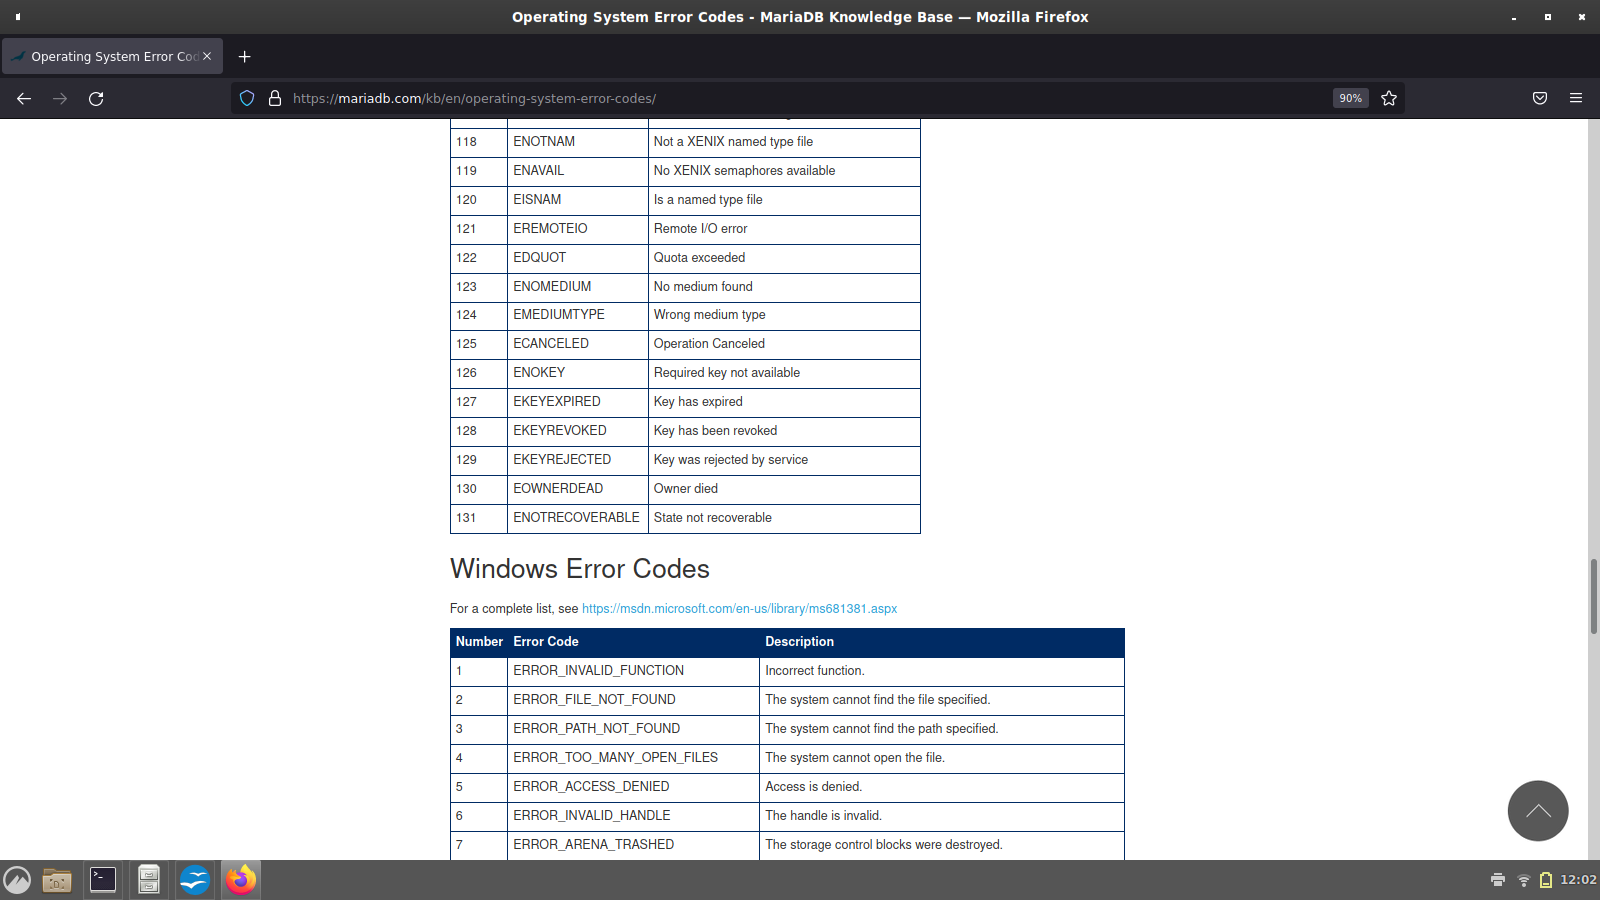 Operating System Error Codes - MariaDB Knowledge Base — Mozilla Firefox
Operating System Error Cod
https://mariadb.com/kb/en/operating-system-error-codes/
90%
118 ENOTNAM Not a XENIX named type file
119 ENAVAIL No XENIX semaphores available
120 EISNAM Is a named type file
121 EREMOTEIO Remote I/O error
122 EDQUOT Quota exceeded
123 ENOMEDIUM No medium found
124 EMEDIUMTYPE Wrong medium type
125 ECANCELED Operation Canceled
126 ENOKEY Required key not available
127 EKEYEXPIRED Key has expired
128 EKEYREVOKED Key has been revoked
129 EKEYREJECTED Key was rejected by service
130 EOWNERDEAD Owner died
131 ENOTRECOVERABLE State not recoverable
Windows Error Codes
For a complete list, see https://msdn.microsoft.com/en-us/library/ms681381.aspx
Number Error Code Description
1 ERROR_INVALID_FUNCTION Incorrect function.
2 ERROR_FILE_NOT_FOUND The system cannot find the file specified.
3 ERROR_PATH_NOT_FOUND The system cannot find the path specified.
4 ERROR_TOO_MANY_OPEN_FILES The system cannot open the file.
5 ERROR_ACCESS_DENIED Access is denied.
6 ERROR_INVALID_HANDLE The handle is invalid.
7 ERROR_ARENA_TRASHED The storage control blocks were destroyed.
12:02